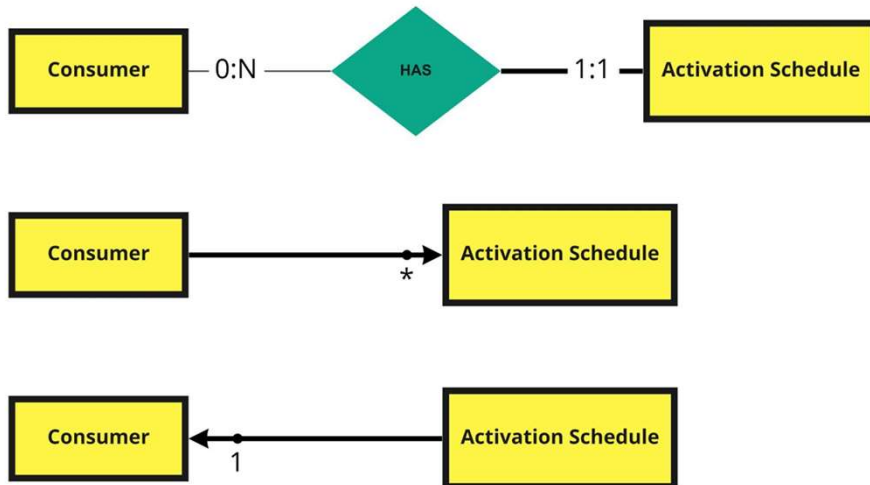 Consumer
0:N
HAS
1:1
Activation Schedule
Consumer
*
Activation Schedule
Consumer
1
Activation Schedule